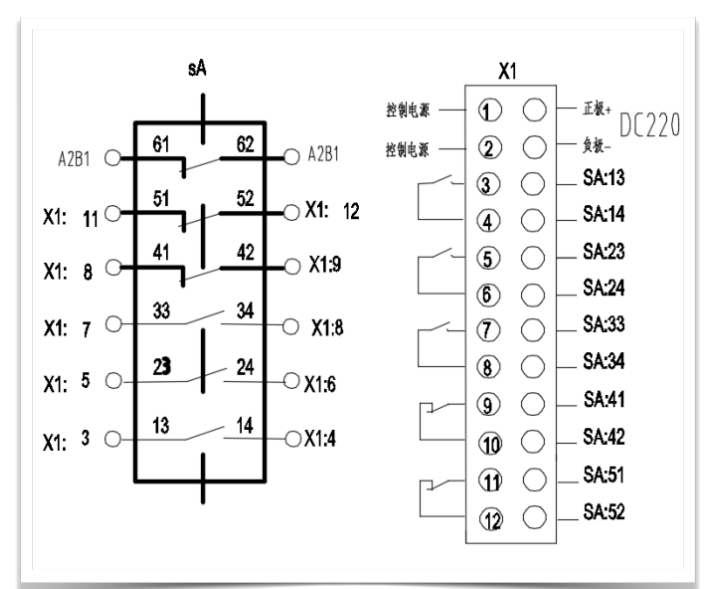 sA
61 62
A2B1 A2B1
51 52
X1: 11 X1: 12
41 42
X1: 8 X1:9
33 34
X1: 7 X1:8
23 24
X1: 5 X1:6
13 14
X1: 3 X1:4
X1
控制电源 1 正极+
DC220
控制电源 2 负极-
3 SA:13
4 SA:14
5 SA:23
6 SA:24
7 SA:33
8 SA:34
9 SA:41
10 SA:42
11 SA:51
12 SA:52